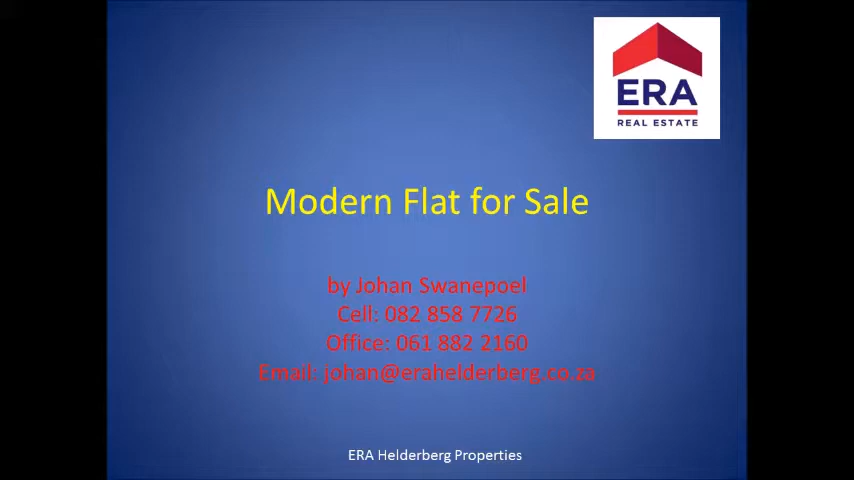 ERA
REAL ESTATE
Modern Flat for Sale
by Johan Swanepoel
Cell: 082 858 7726
Office: 061 882 2160
Email: johan@erahelderberg.co.za
ERA Helderberg Properties